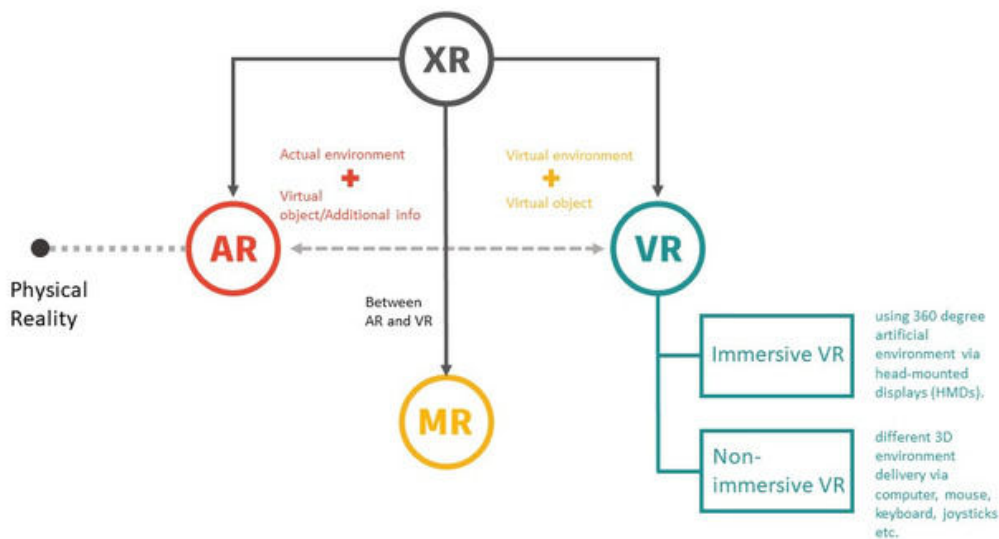 XR
Actual environment
+
Virtual
object/Additional info
Virtual environment
+
Virtual object
AR
VR
Physical
Reality
Between
AR and VR
MR
Immersive VR
using 360 degree
artificial
environment via
head-mounted
displays (HMDs).
Non-
immersive VR
different 3D
environment
delivery via
computer, mouse,
keyboard, joysticks
etc.